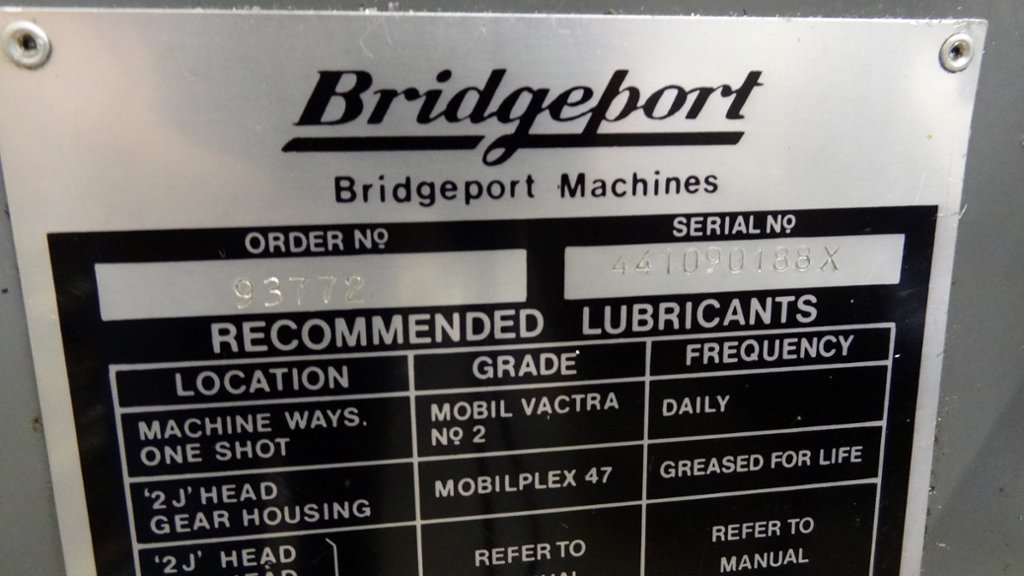 Bridgeport
Bridgeport Machines
ORDER Nº
93772
SERIAL Nº
441090188X
RECOMMENDED LUBRICANTS
LOCATION
GRADE
FREQUENCY
MACHINE WAYS.
ONE SHOT
MOBIL VACTRA
Nº 2
DAILY
'2J' HEAD
GEAR HOUSING
MOBILPLEX 47
GREASED FOR LIFE
'2J' HEAD
REFER TO
REFER TO
MANUAL